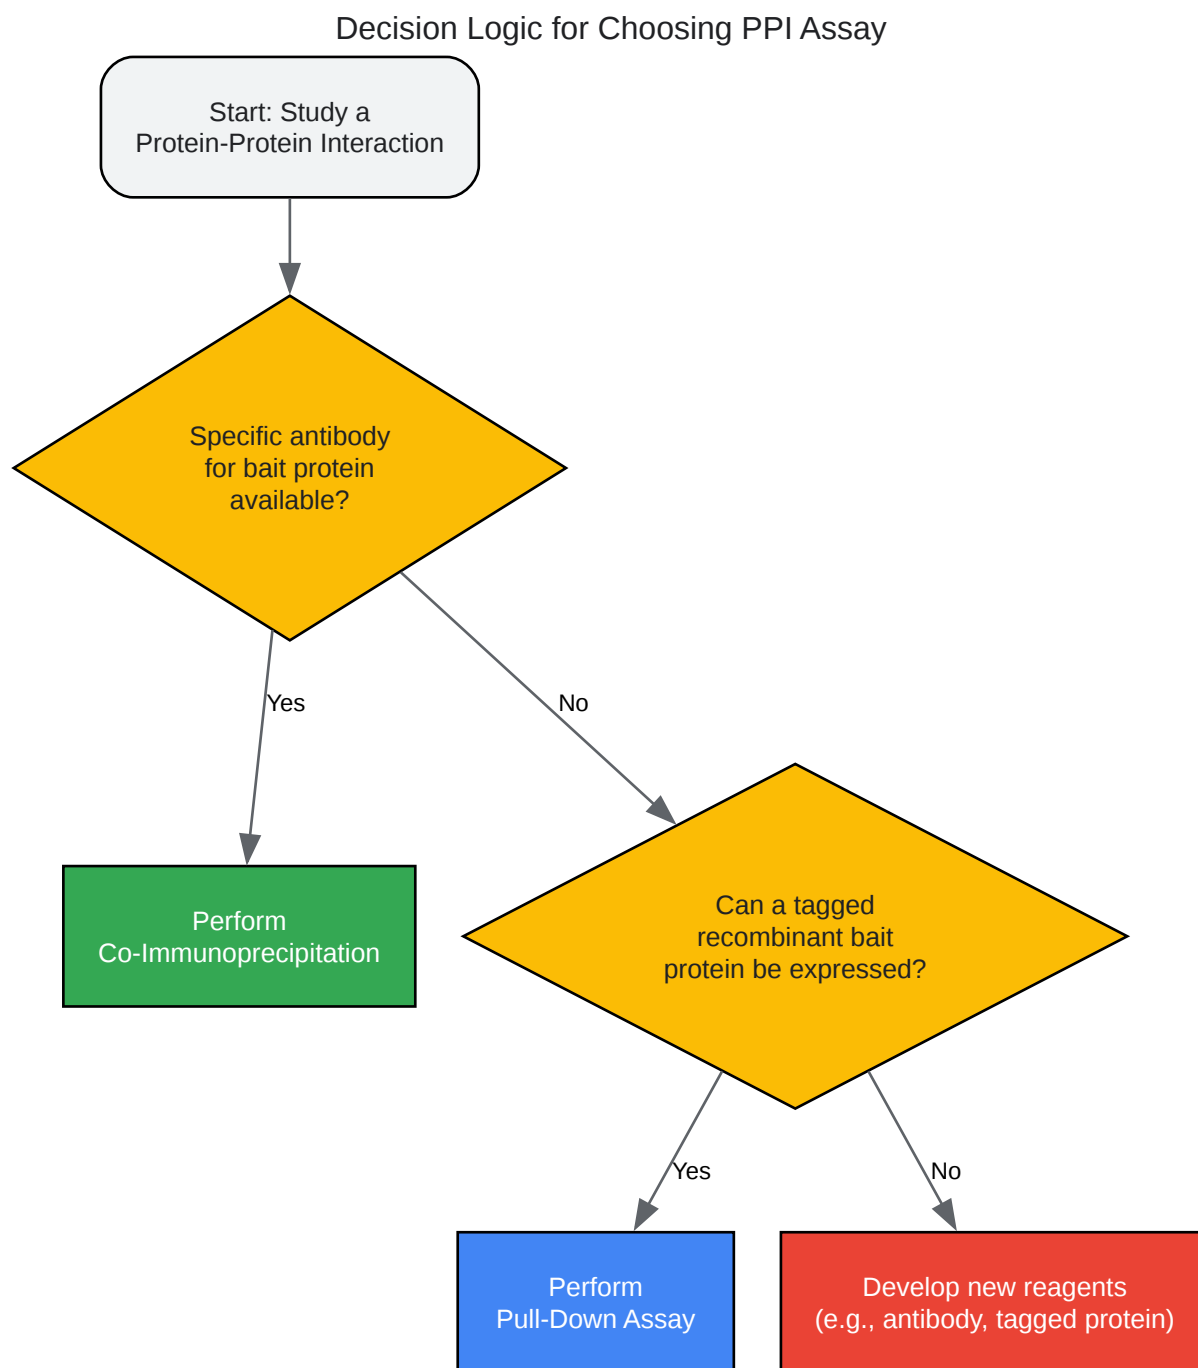 Decision Logic for Choosing PPI Assay
Start: Study a
Protein-Protein Interaction
Specific antibody
for bait protein
available?
Yes
No
Perform
Co-Immunoprecipitation
Can a tagged
recombinant bait
protein be expressed?
Yes
No
Perform
Pull-Down Assay
Develop new reagents
(e.g., antibody, tagged protein)